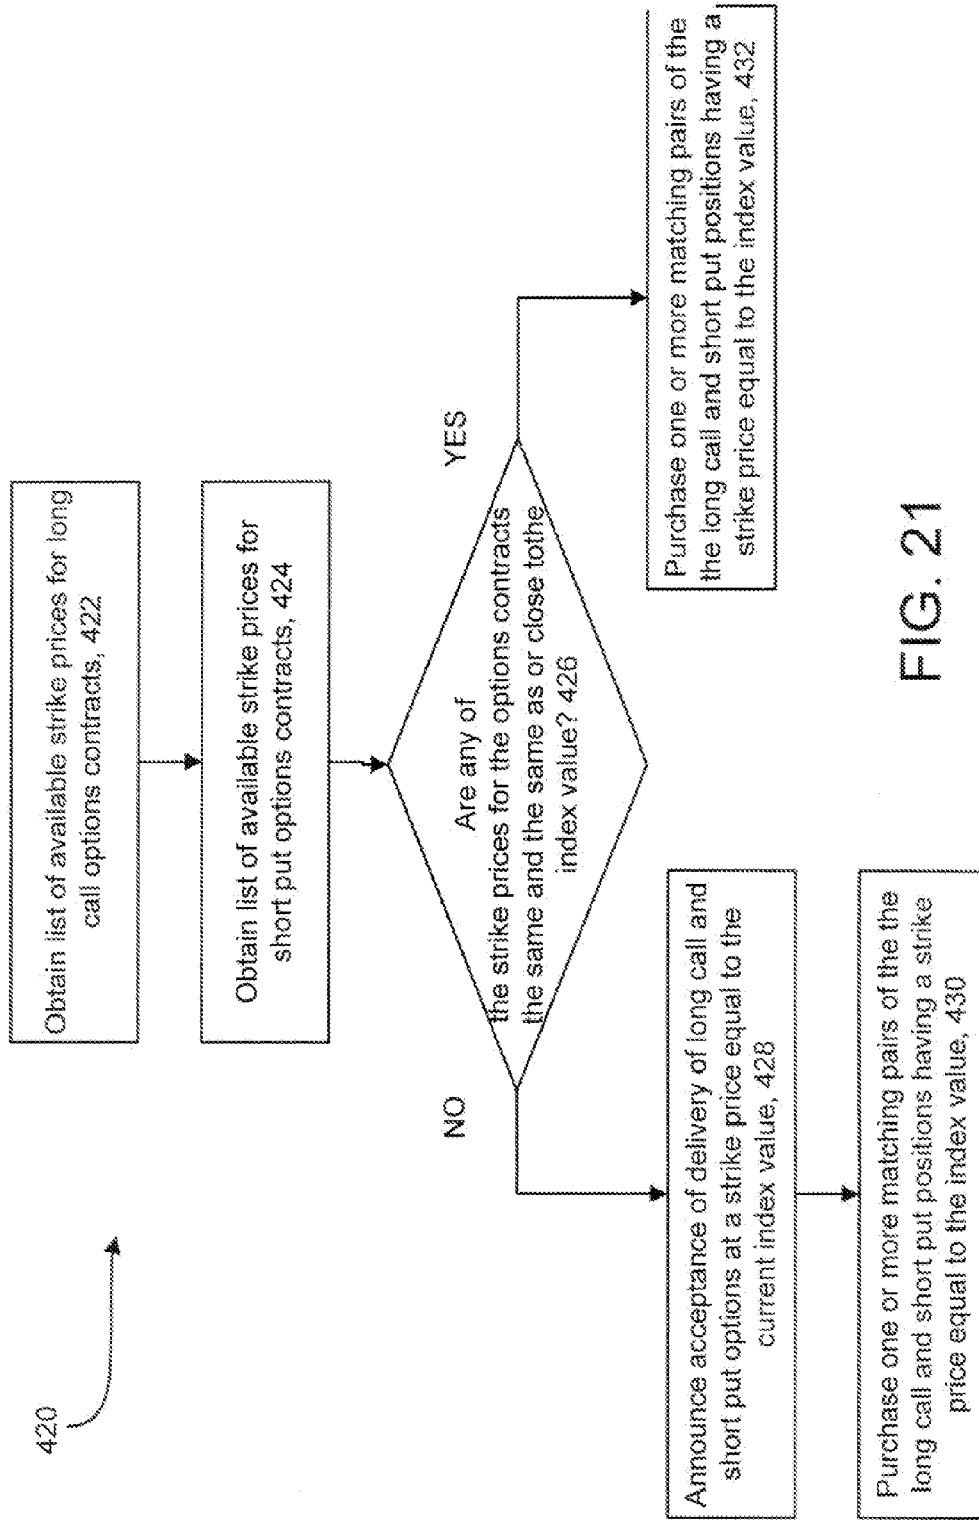 420
Obtain list of available strike prices for long
call options contracts, 422
Obtain list of available strike prices for
short put options contracts, 424
Are any of
the strike prices for the options contracts
the same and the same as or close tothe
index value? 426
NO
YES
Announce acceptance of delivery of long call and
short put options at a strike price equal to the
current index value, 428
Purchase one or more matching pairs of the the
long call and short put positions having a strike
price equal to the index value, 430
Purchase one or more matching pairs of the
the long call and short put positions having a
strike price equal to the index value, 432
FIG. 21